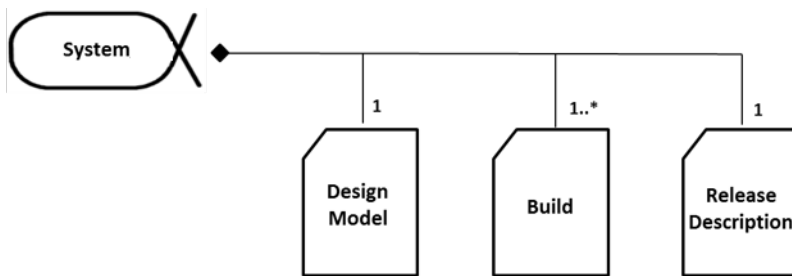 System
1
1..*
1
Design
Model
Build
Release
Description